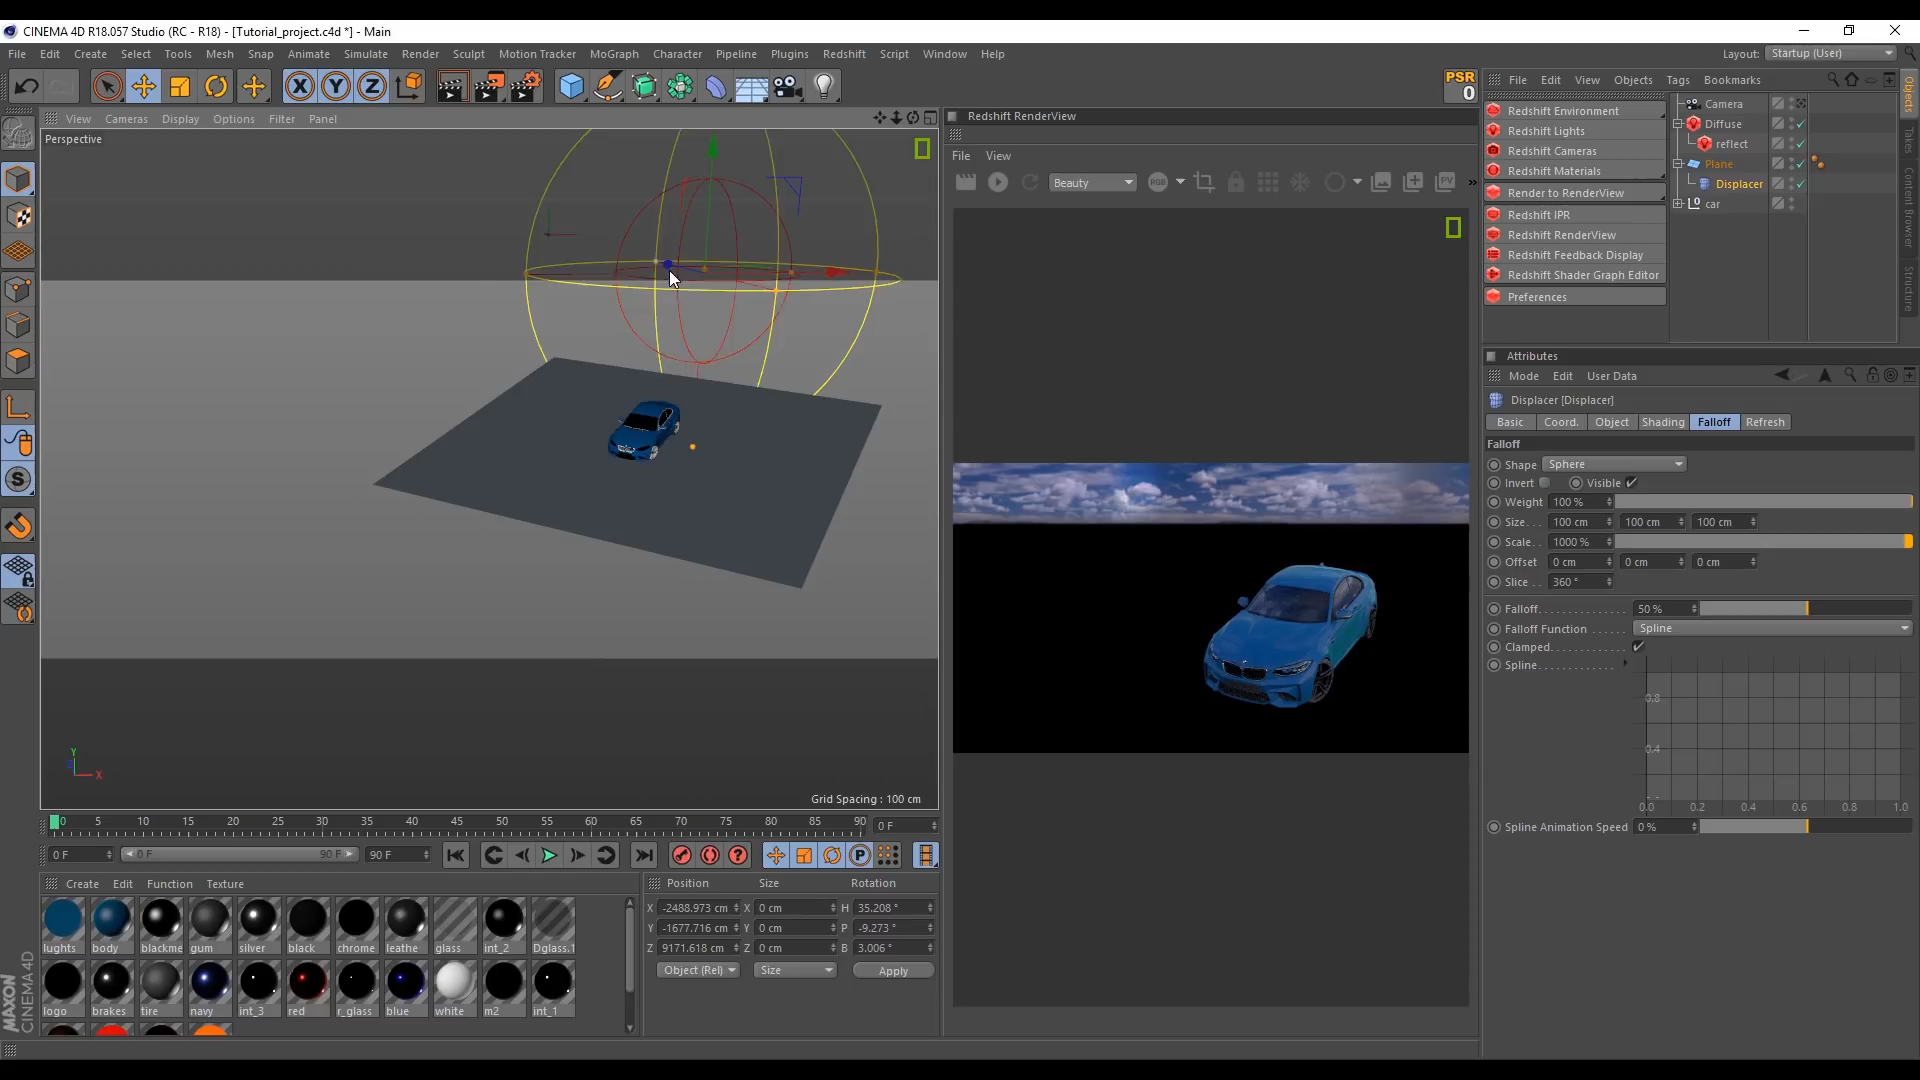 CINEMA 4D R18.057 Studio (RC - R18) - [Tutorial_project.c4d *] - Main
File Edit Create Select Tools Mesh Snap Animate Simulate Render Sculpt Motion Tracker MoGraph Character Pipeline Plugins Redshift Script Window Help
Layout: Startup (User)
X Y Z
PSR
0
File Edit View Objects Tags Bookmarks
Objects
Takes
Content Browser
Structure
Redshift Environment
Redshift Lights
Redshift Cameras
Redshift Materials
Render to RenderView
Redshift IPR
Redshift RenderView
Redshift Feedback Display
Redshift Shader Graph Editor
Preferences
Camera
Diffuse
reflect
Plane
Displacer
car
View Cameras Display Options Filter Panel
Perspective
Y
Z
X
Grid Spacing : 100 cm
Redshift RenderView
File View
Beauty
RGB
PV
»
Attributes
Mode Edit User Data
Displacer [Displacer]
Basic Coord. Object Shading Falloff Refresh
Falloff
Shape Sphere
Invert Visible
Weight 100 %
Size. . . 100 cm 100 cm 100 cm
Scale. . 1000 %
Offset 0 cm 0 cm 0 cm
Slice . . 360 °
Falloff. . . . . . . . . . . . . 50 %
Falloff Function . . . . . . Spline
Clamped. . . . . . . . . . . .
Spline. . . . . . . . . . . . .
0.8
0.4
0.0 0.2 0.4 0.6 0.8 1.0
Spline Animation Speed 0 %
0 5 10 15 20 25 30 35 40 45 50 55 60 65 70 75 80 85 90
0 F
0 F 0 F 90 F 90 F
P
Create Edit Function Texture
lughts body blackme gum silver black chrome leathe glass int_2 Dglass.1
logo brakes tire navy int_3 red r_glass blue white m2 int_1
Position Size Rotation
X -2488.973 cm X 0 cm H 35.208 °
Y -1677.716 cm Y 0 cm P -9.273 °
Z 9171.618 cm Z 0 cm B 3.006 °
Object (Rel) Size Apply
MAXON
CINEMA 4D